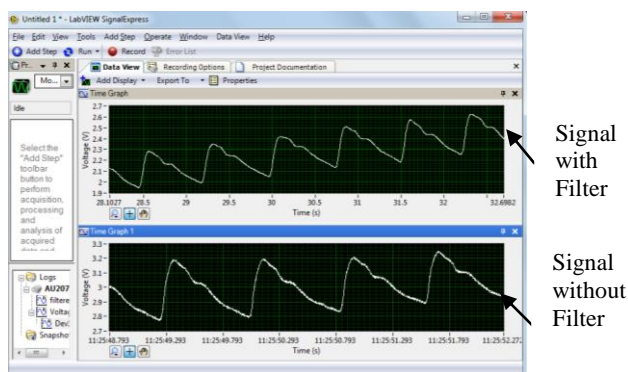 Untitled 1 * - LabVIEW SignalExpress
File Edit View Tools Add Step Operate Window Data View Help
Add Step Run Record Error List
Data View Recording Options Project Documentation
Mo... Add Display Export To Properties
Idle
Select the
"Add Step"
toolbar
button to
perform
acquisition,
processing
and
analysis of
acquired
Logs
AU207
filtere
Voltag
Dev
Snapsho
Time Graph
Voltage (V)
2.7
2.6
2.5
2.4
2.3
2.2
2.1
2
1.9
28.1027 28.5 29 29.5 30 30.5 31 31.5 32 32.6982
Time (s)
Time Graph 1
Voltage (V)
3.3
3.2
3.1
3
2.9
2.8
2.7
11:25:48.793 11:25:49.293 11:25:49.793 11:25:50.293 11:25:50.793 11:25:51.293 11:25:51.793 11:25:52.272
Time (s)
Signal
with
Filter
Signal
without
Filter